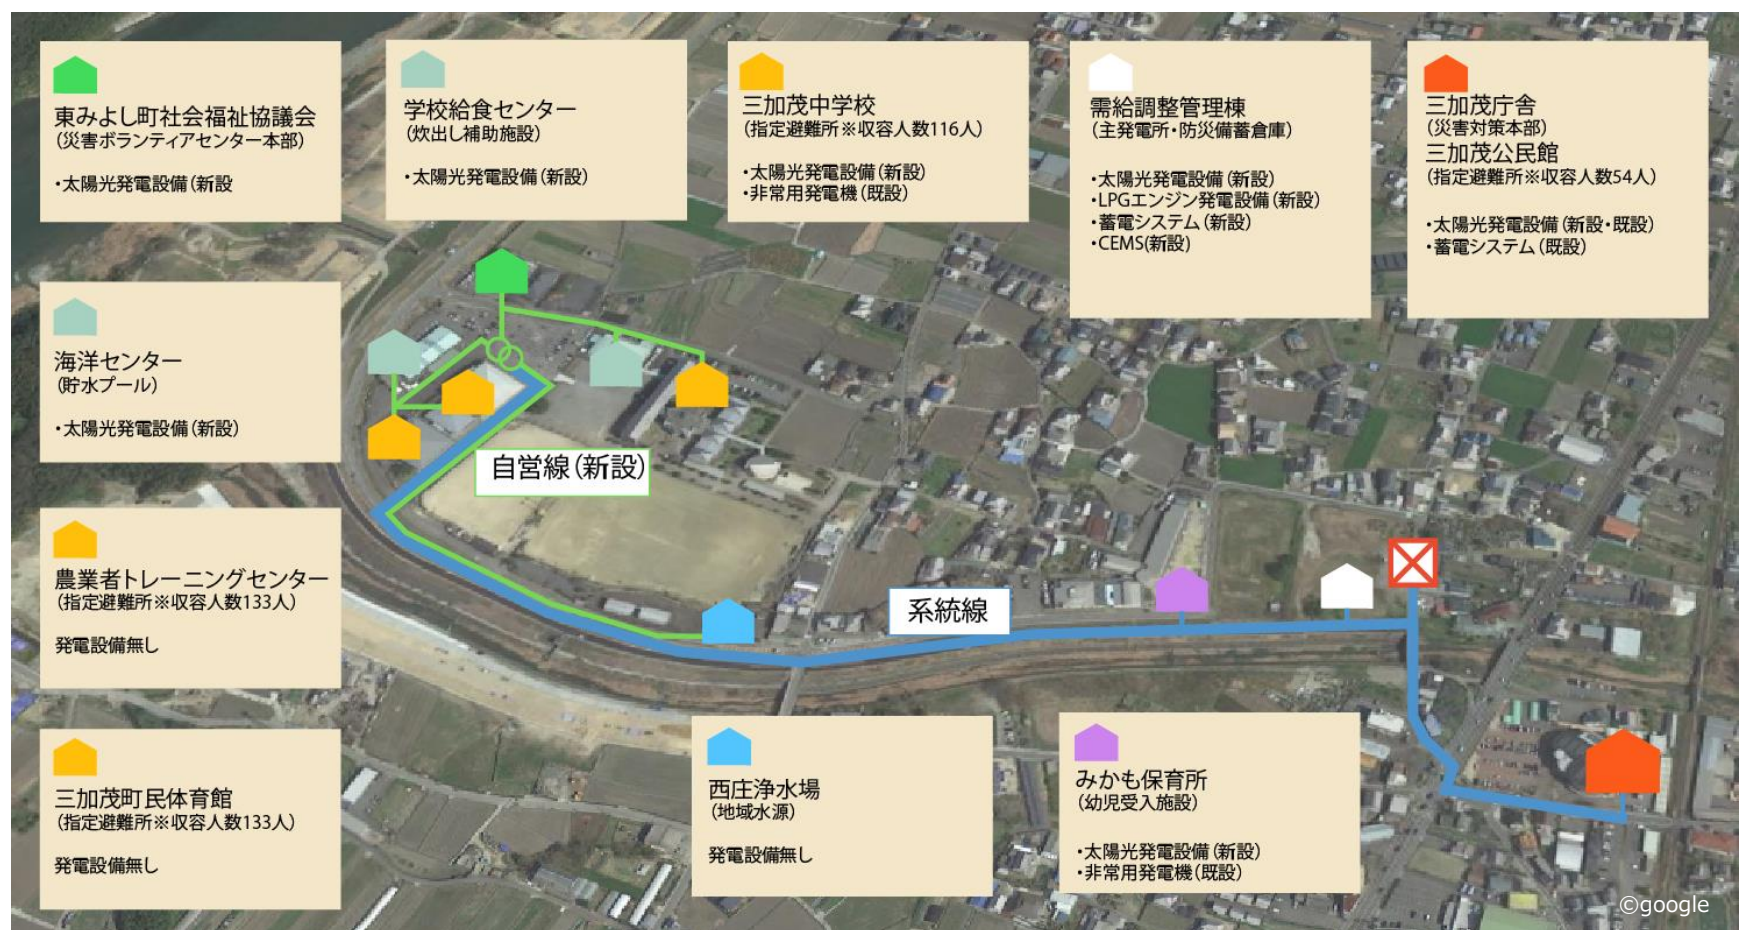 東みよし町社会福祉協議会
(災害ボランティアセンター本部)
・太陽光発電設備(新設
学校給食センター
(炊出し補助施設)
・太陽光発電設備(新設)
三加茂中学校
(指定避難所※収容人数116人)
・太陽光発電設備(新設)
・非常用発電機(既設)
需給調整管理棟
(主発電所・防災備蓄倉庫)
・太陽光発電設備(新設)
・LPGエンジン発電設備(新設)
・蓄電システム(新設)
・CEMS(新設)
三加茂庁舎
(災害対策本部)
三加茂公民館
(指定避難所※収容人数54人)
・太陽光発電設備(新設・既設)
・蓄電システム(既設)
海洋センター
(貯水プール)
・太陽光発電設備(新設)
自営線(新設)
農業者トレーニングセンター
(指定避難所※収容人数133人)
発電設備無し
系統線
三加茂町民体育館
(指定避難所※収容人数133人)
発電設備無し
西庄浄水場
(地域水源)
発電設備無し
みかも保育所
(幼児受入施設)
・太陽光発電設備(新設)
・非常用発電機(既設)
©google